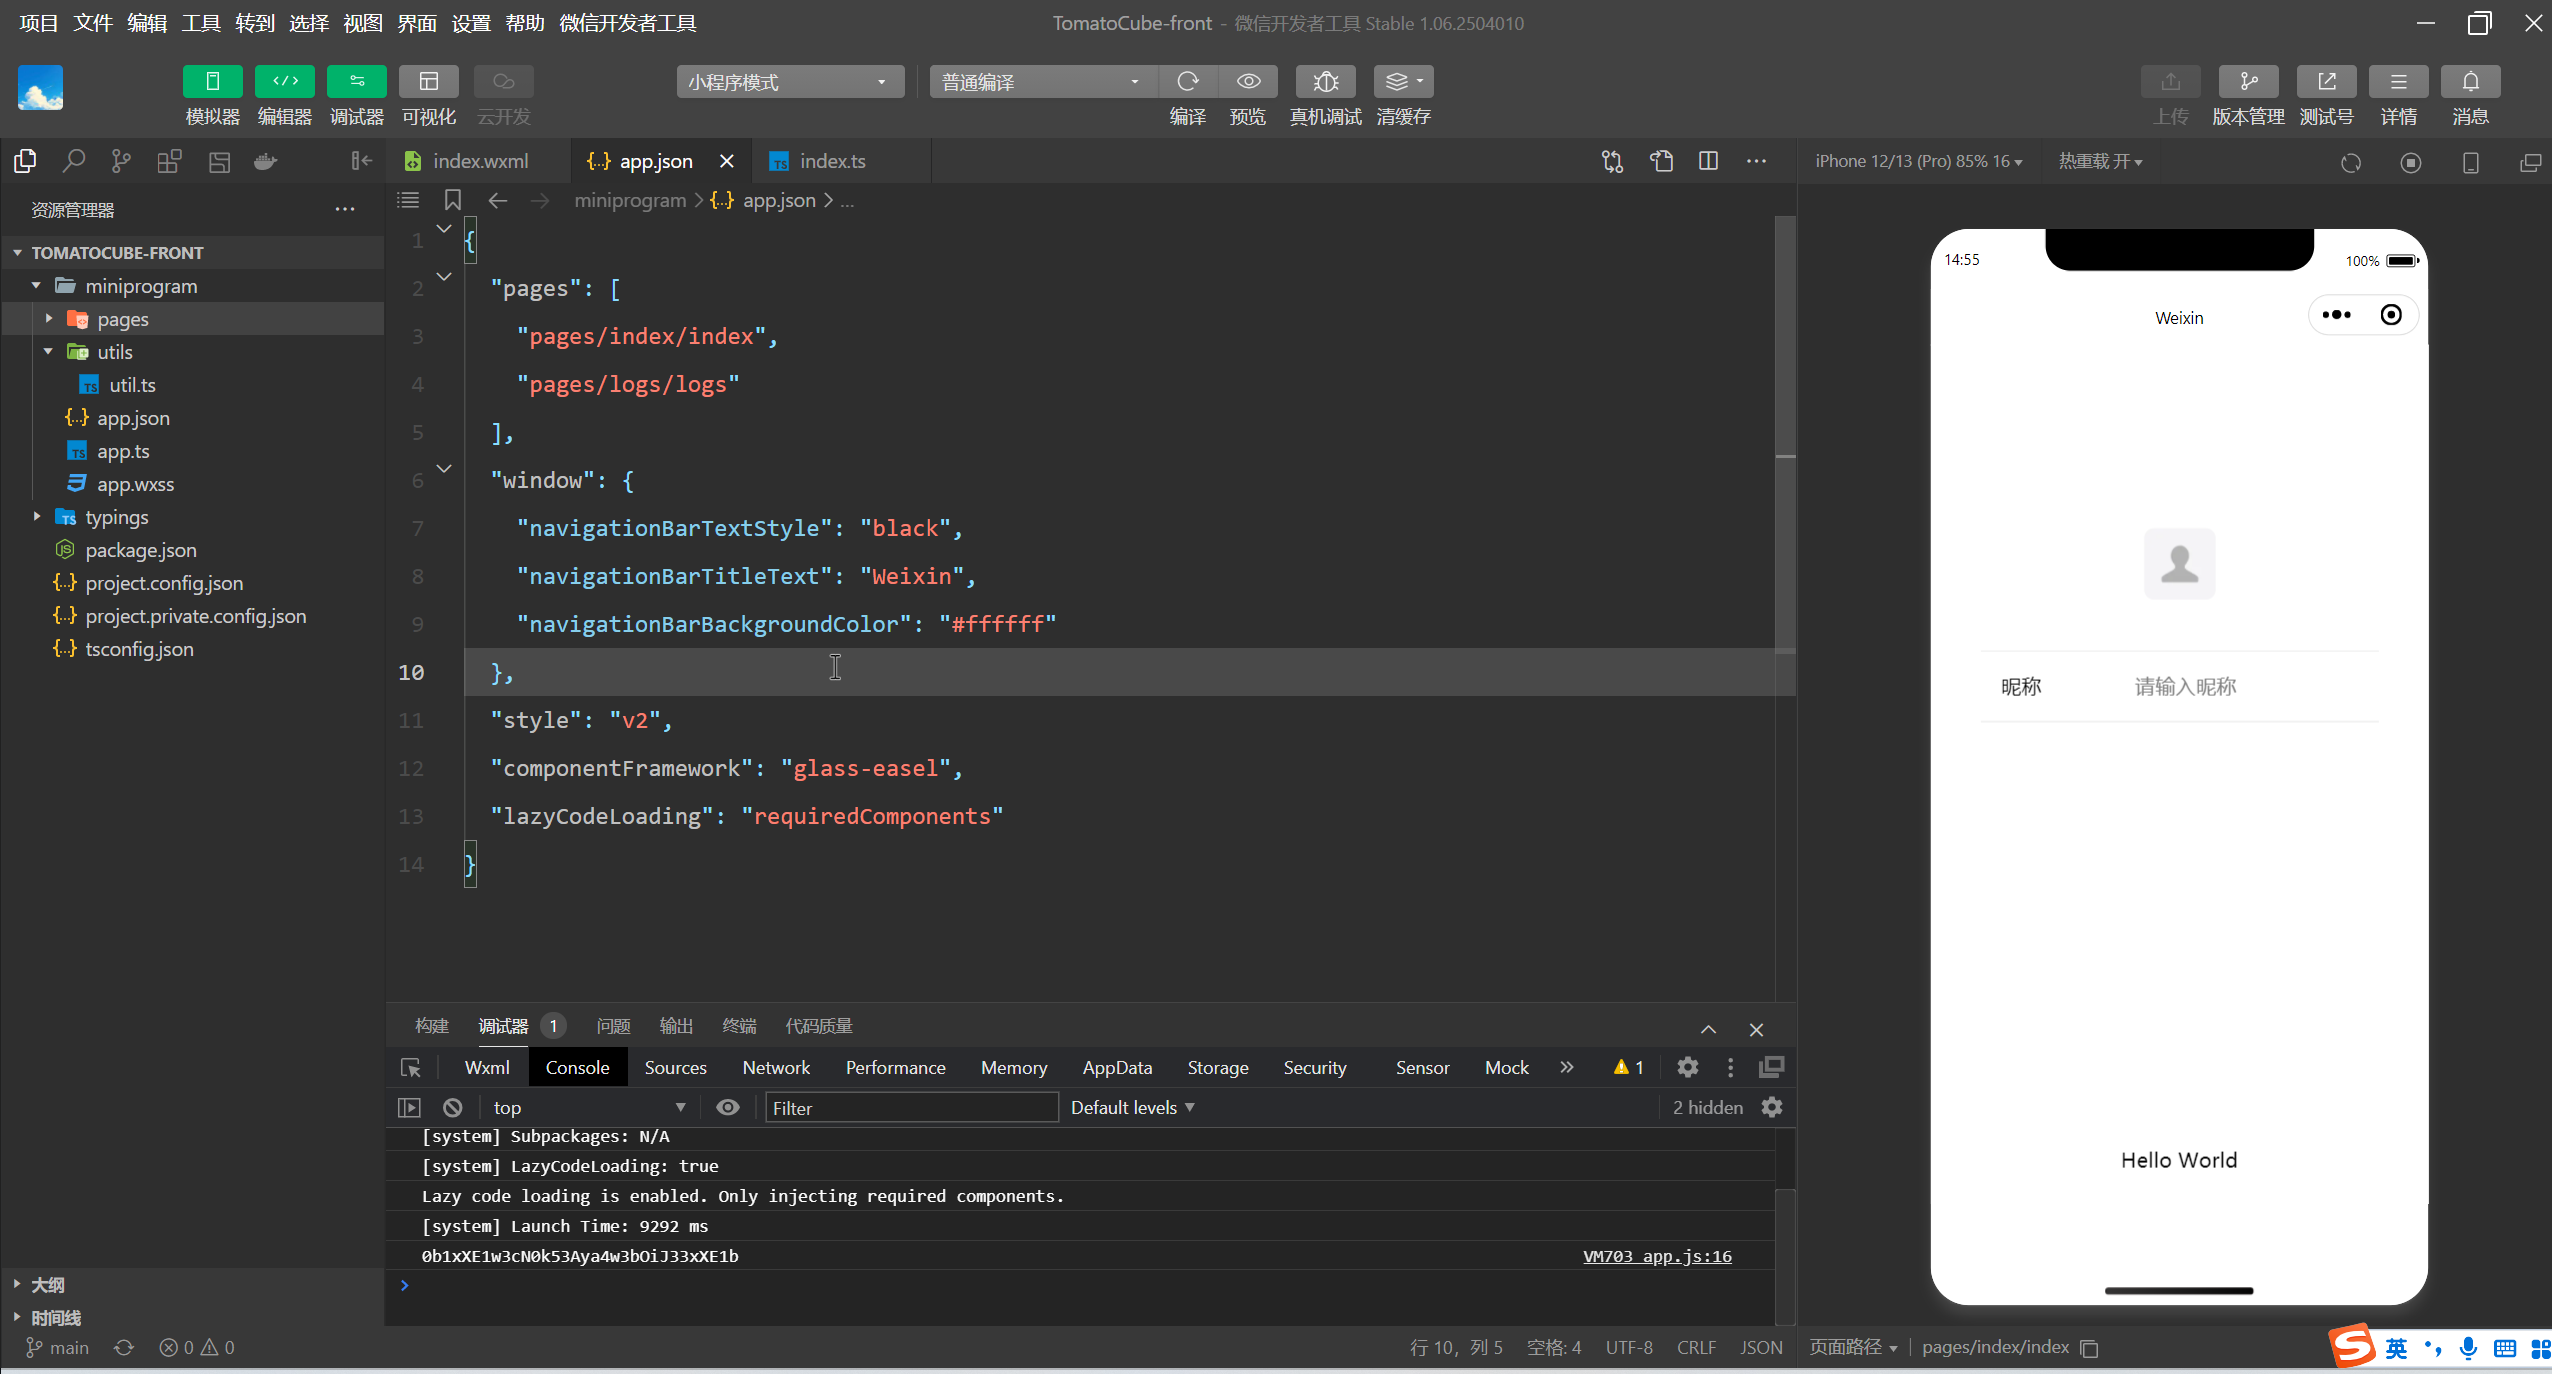 项目 文件 编辑 工具 转到 选择 视图 界面 设置 帮助 微信开发者工具
TomatoCube-front - 微信开发者工具 Stable 1.06.2504010
小程序模式
普通编译
模拟器 编辑器 调试器 可视化 云开发
编译 预览 真机调试 清缓存
上传 版本管理 测试号 详情 消息
index.wxml
app.json
index.ts
iPhone 12/13 (Pro) 85% 16
热重载 开
资源管理器
miniprogram > app.json > ...
TOMATOCUBE-FRONT
miniprogram
pages
utils
util.ts
app.json
app.ts
app.wxss
typings
package.json
project.config.json
project.private.config.json
tsconfig.json
大纲
时间线
1 {
2 "pages": [
3 "pages/index/index",
4 "pages/logs/logs"
5 ],
6 "window": {
7 "navigationBarTextStyle": "black",
8 "navigationBarTitleText": "Weixin",
9 "navigationBarBackgroundColor": "#ffffff"
10 },
11 "style": "v2",
12 "componentFramework": "glass-easel",
13 "lazyCodeLoading": "requiredComponents"
14 }
构建 调试器 1 问题 输出 终端 代码质量
Wxml Console Sources Network Performance Memory AppData Storage Security Sensor Mock 1
top Filter Default levels 2 hidden
[system] Subpackages: N/A
[system] LazyCodeLoading: true
Lazy code loading is enabled. Only injecting required components.
[system] Launch Time: 9292 ms
0b1xXE1w3cN0k53Aya4w3bOiJ33xXE1b VM703 app.js:16
14:55
100%
Weixin
昵称 请输入昵称
Hello World
main 0 0
行 10，列 5 空格: 4 UTF-8 CRLF JSON
页面路径 pages/index/index
S 英